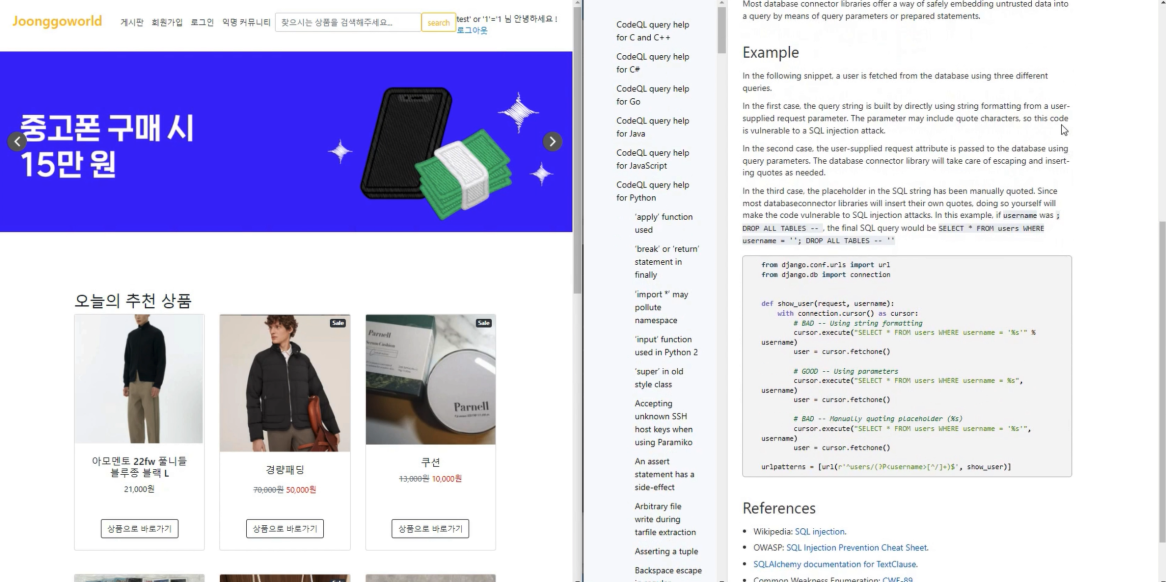 Joonggoworld
게시판 회원가입 로그인 익명 커뮤니티
찾으시는 상품을 검색해주세요...
search
test' or '1'='1 님 안녕하세요 !
로그아웃
중고폰 구매 시
15만 원
오늘의 추천 상품
아모멘토 22fw 풀니들
블루종 블랙 L
21,000원
상품으로 바로가기
Sale
경량패딩
70,000원 50,000원
상품으로 바로가기
Sale
Parnell
Parnell
쿠션
13,000원 10,000원
상품으로 바로가기
CodeQL query help
for C and C++
CodeQL query help
for C#
CodeQL query help
for Go
CodeQL query help
for Java
CodeQL query help
for JavaScript
CodeQL query help
for Python
'apply' function
used
'break' or 'return'
statement in
finally
'import *' may
pollute
namespace
'input' function
used in Python 2
'super' in old
style class
Accepting
unknown SSH
host keys when
using Paramiko
An assert
statement has a
side-effect
Arbitrary file
write during
tarfile extraction
Asserting a tuple
Backspace escape
Most database connector libraries offer a way of safely embedding untrusted data into
a query by means of query parameters or prepared statements.
Example
In the following snippet, a user is fetched from the database using three different
queries.
In the first case, the query string is built by directly using string formatting from a user-
supplied request parameter. The parameter may include quote characters, so this code
is vulnerable to a SQL injection attack.
In the second case, the user-supplied request attribute is passed to the database using
query parameters. The database connector library will take care of escaping and insert-
ing quotes as needed.
In the third case, the placeholder in the SQL string has been manually quoted. Since
most databaseconnector libraries will insert their own quotes, doing so yourself will
make the code vulnerable to SQL injection attacks. In this example, if username was ;
DROP ALL TABLES -- , the final SQL query would be SELECT * FROM users WHERE
username = ''; DROP ALL TABLES -- ''
from django.conf.urls import url
from django.db import connection
def show_user(request, username):
with connection.cursor() as cursor:
# BAD -- Using string formatting
cursor.execute("SELECT * FROM users WHERE username = '%s'" %
username)
user = cursor.fetchone()
# GOOD -- Using parameters
cursor.execute("SELECT * FROM users WHERE username = %s",
username)
user = cursor.fetchone()
# BAD -- Manually quoting placeholder (%s)
cursor.execute("SELECT * FROM users WHERE username = '%s'",
username)
user = cursor.fetchone()
urlpatterns = [url(r'^users/(?P<username>[^/]+)$', show_user)]
References
• Wikipedia: SQL injection.
• OWASP: SQL Injection Prevention Cheat Sheet.
• SQLAlchemy documentation for TextClause.
• Common Weakness Enumeration: CWE-89.